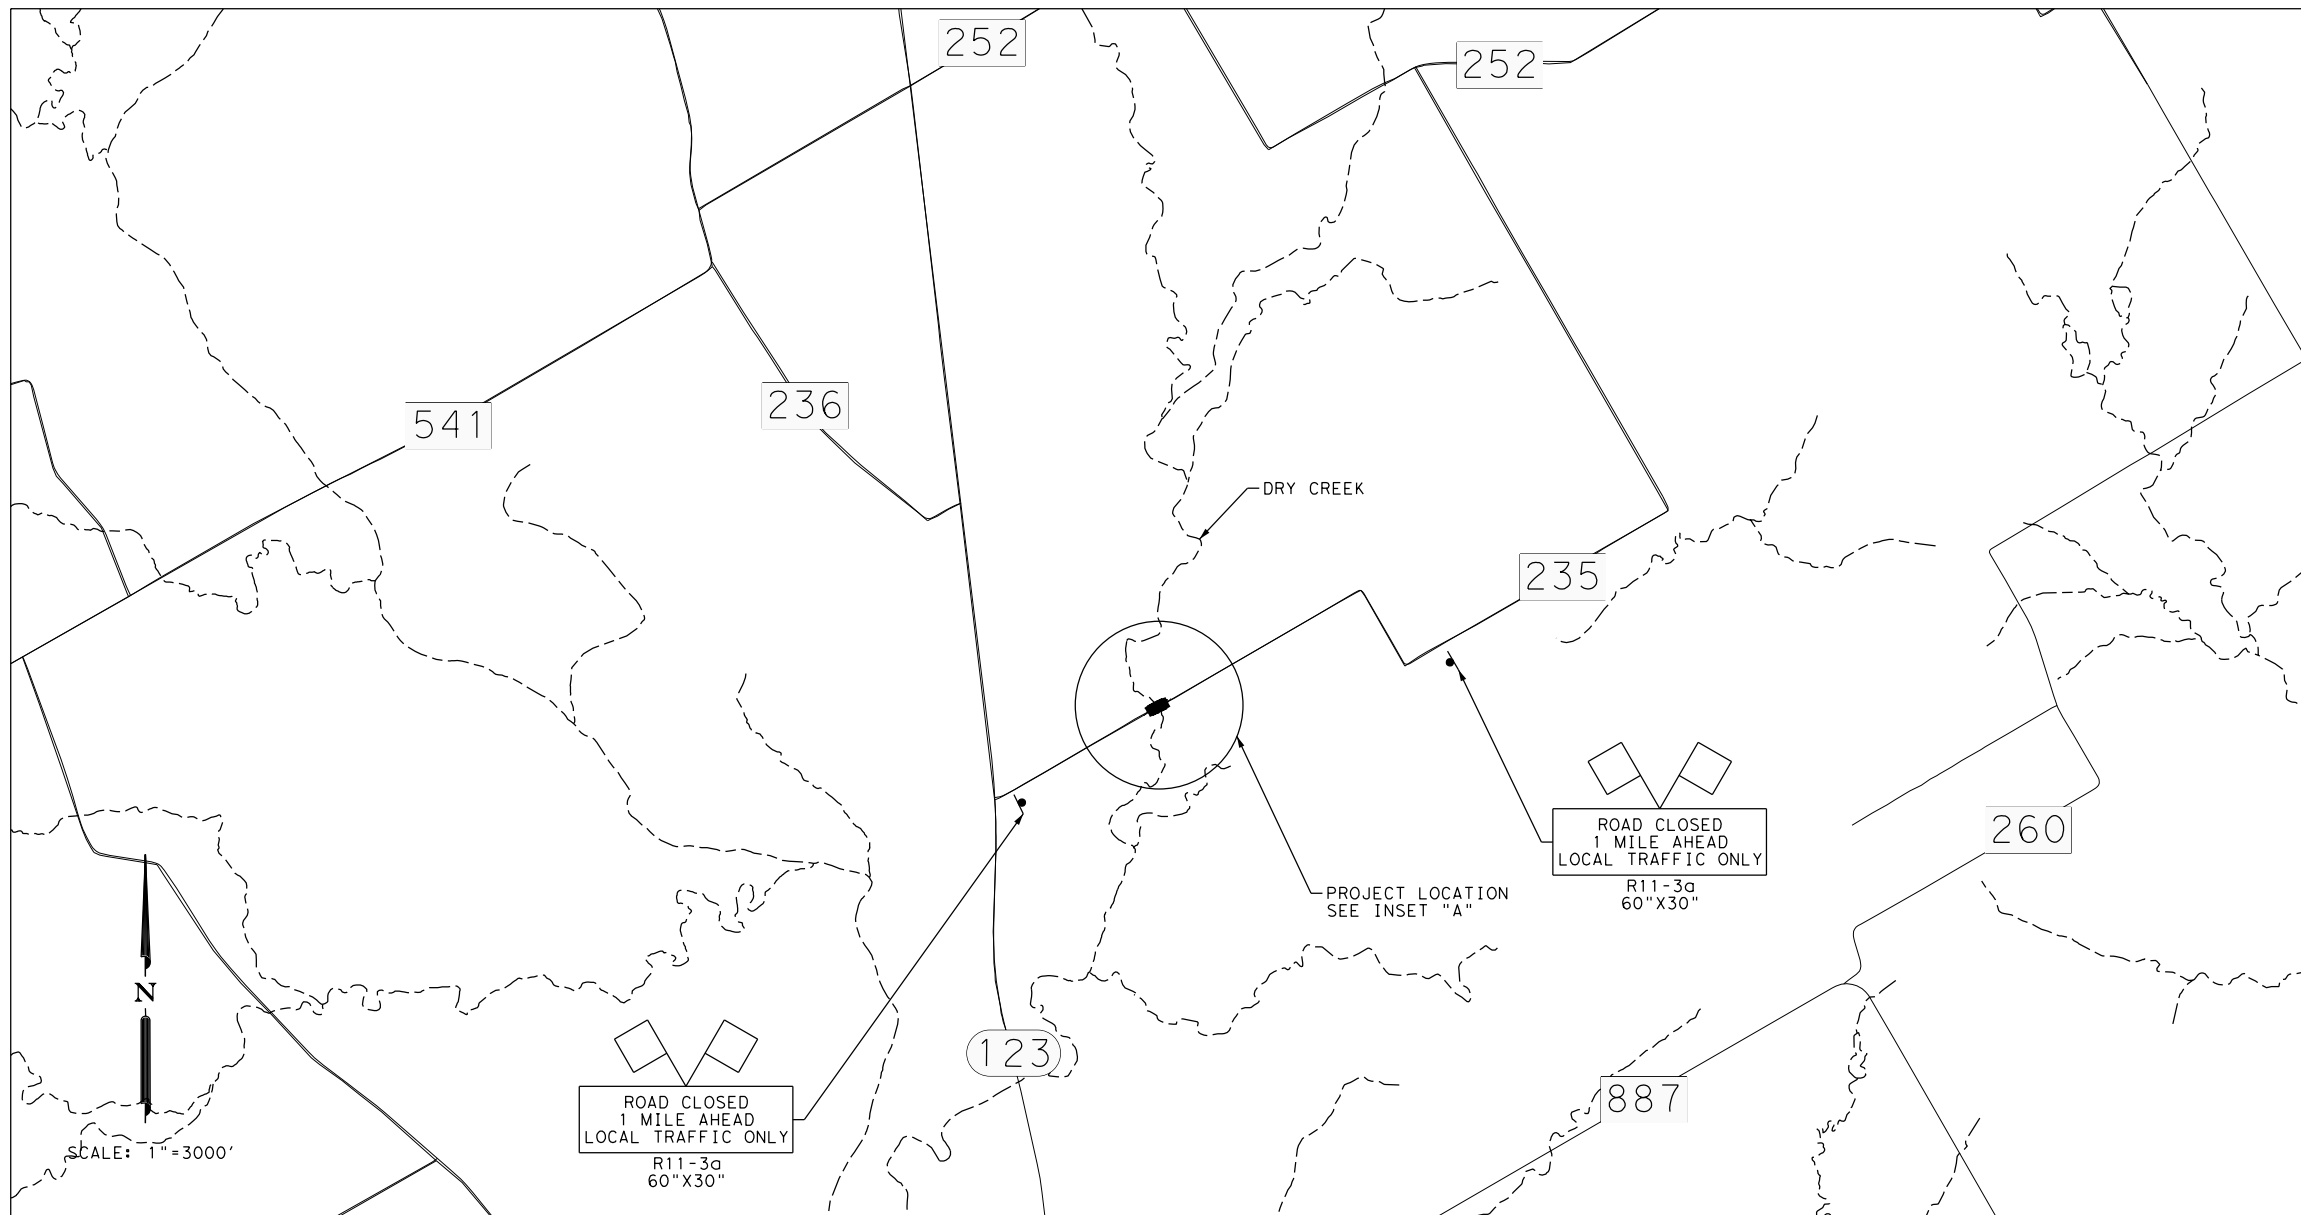 252
252
541
236
DRY CREEK
235
ROAD CLOSED
1 MILE AHEAD
LOCAL TRAFFIC ONLY
R11-3a
60"X30"
260
PROJECT LOCATION
SEE INSET "A"
N
SCALE: 1"=3000'
123
ROAD CLOSED
1 MILE AHEAD
LOCAL TRAFFIC ONLY
R11-3a
60"X30"
887